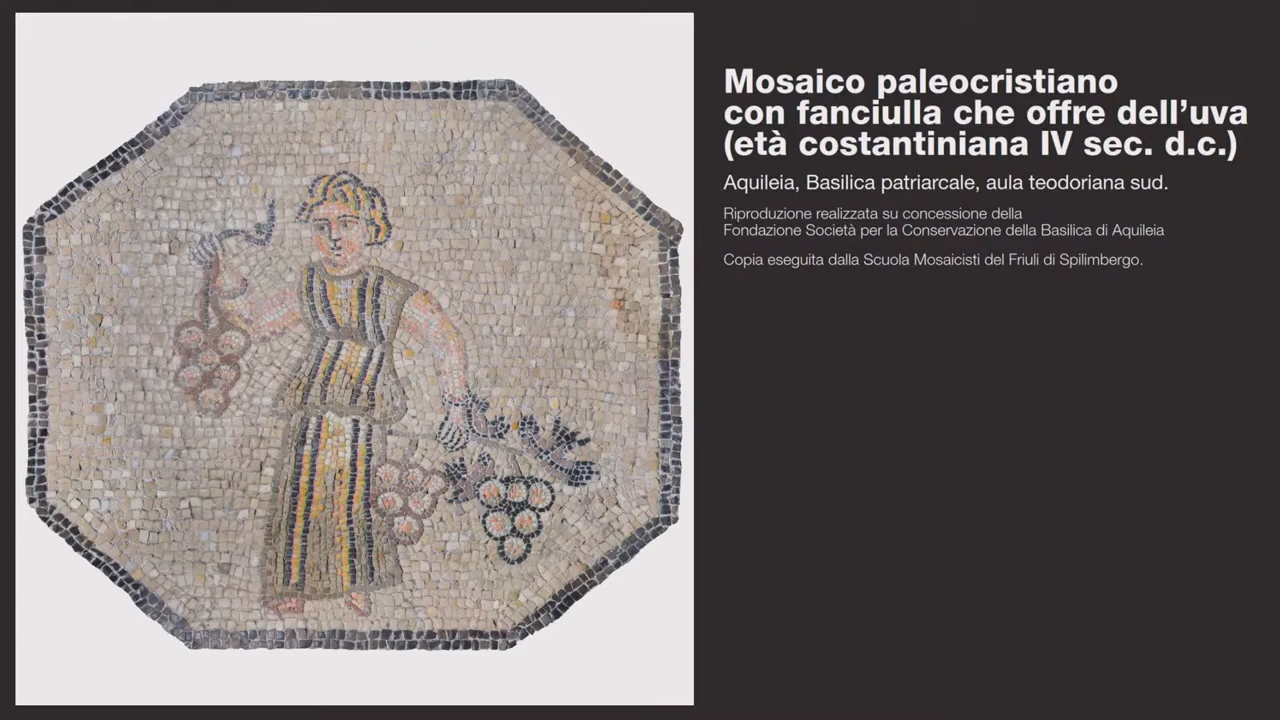 Mosaico paleocristiano
con fanciulla che offre dell’uva
(età costantiniana IV sec. d.c.)
Aquileia, Basilica patriarcale, aula teodoriana sud.
Riproduzione realizzata su concessione della
Fondazione Società per la Conservazione della Basilica di Aquileia
Copia eseguita dalla Scuola Mosaicisti del Friuli di Spilimbergo.